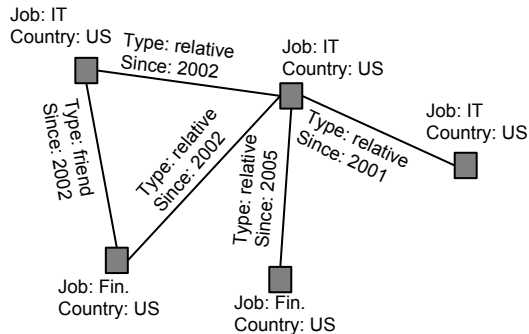 Job: IT
Country: US
Type: relative
Since: 2002
Job: IT
Country: US
Job: IT
Country: US
Type: friend
Since: 2002
Type: relative
Since: 2002
Type: relative
Since: 2005
Type: relative
Since: 2001
Job: Fin.
Country: US
Job: Fin.
Country: US